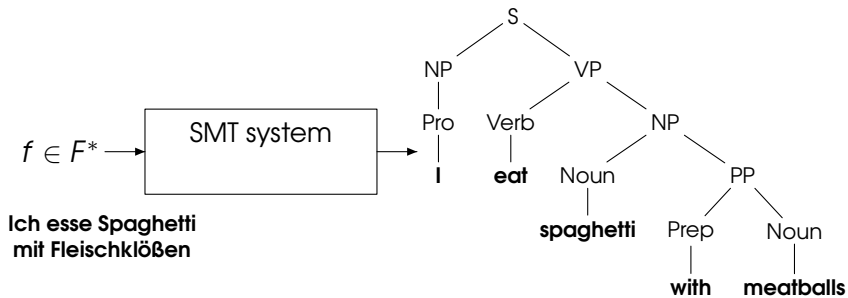 S
NP VP
SMT system
Pro Verb NP
f ∈ F*
I eat Noun PP
Ich esse Spaghetti
mit Fleischklößen
spaghetti Prep Noun
with meatballs